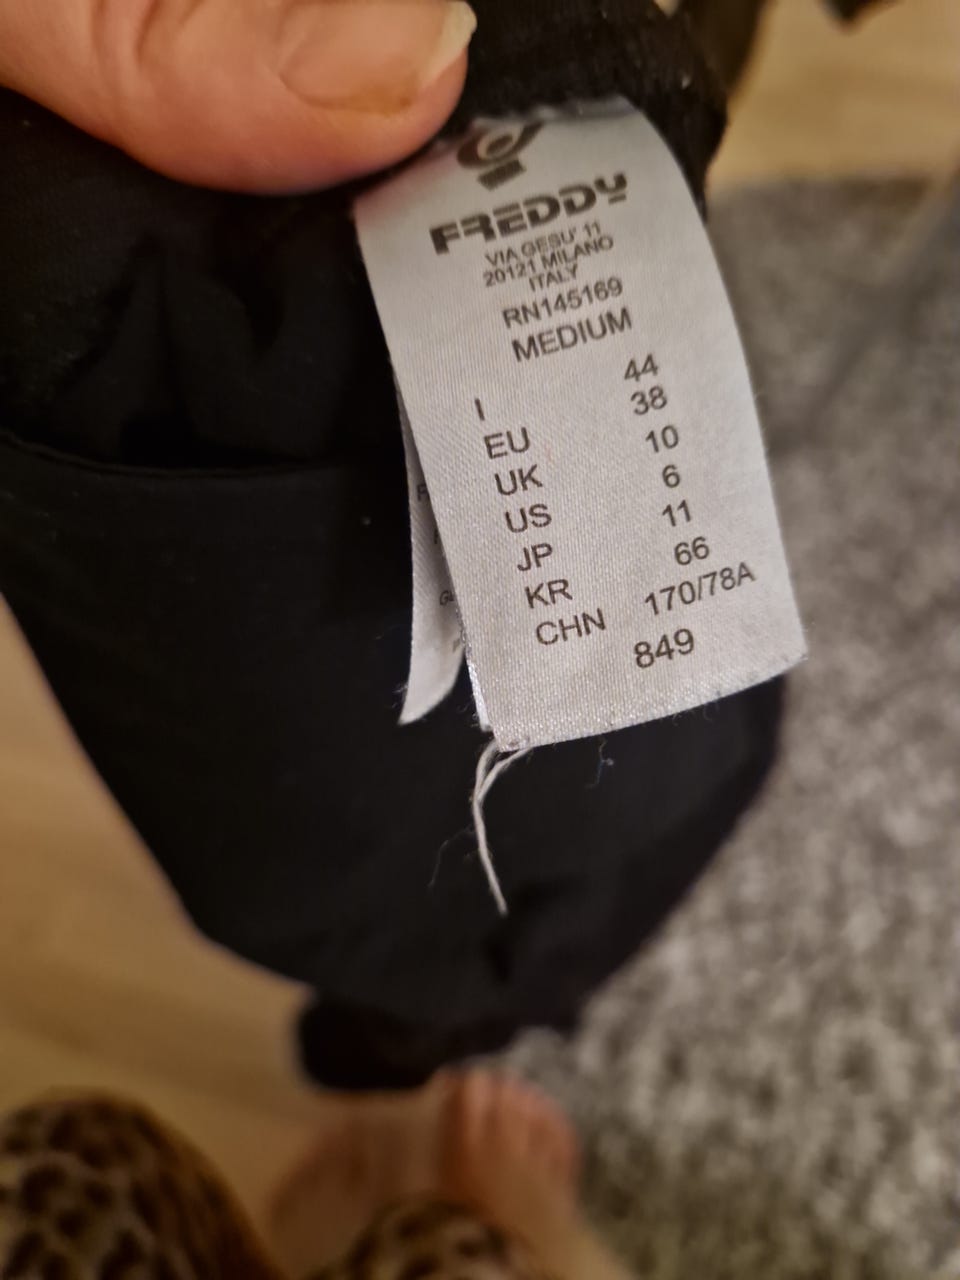 FREDDY
VIA GESU' 11
20121 MILANO
ITALY
RN145169
MEDIUM
I 44
EU 38
UK 10
US 6
JP 11
KR 66
CHN 170/78A
849